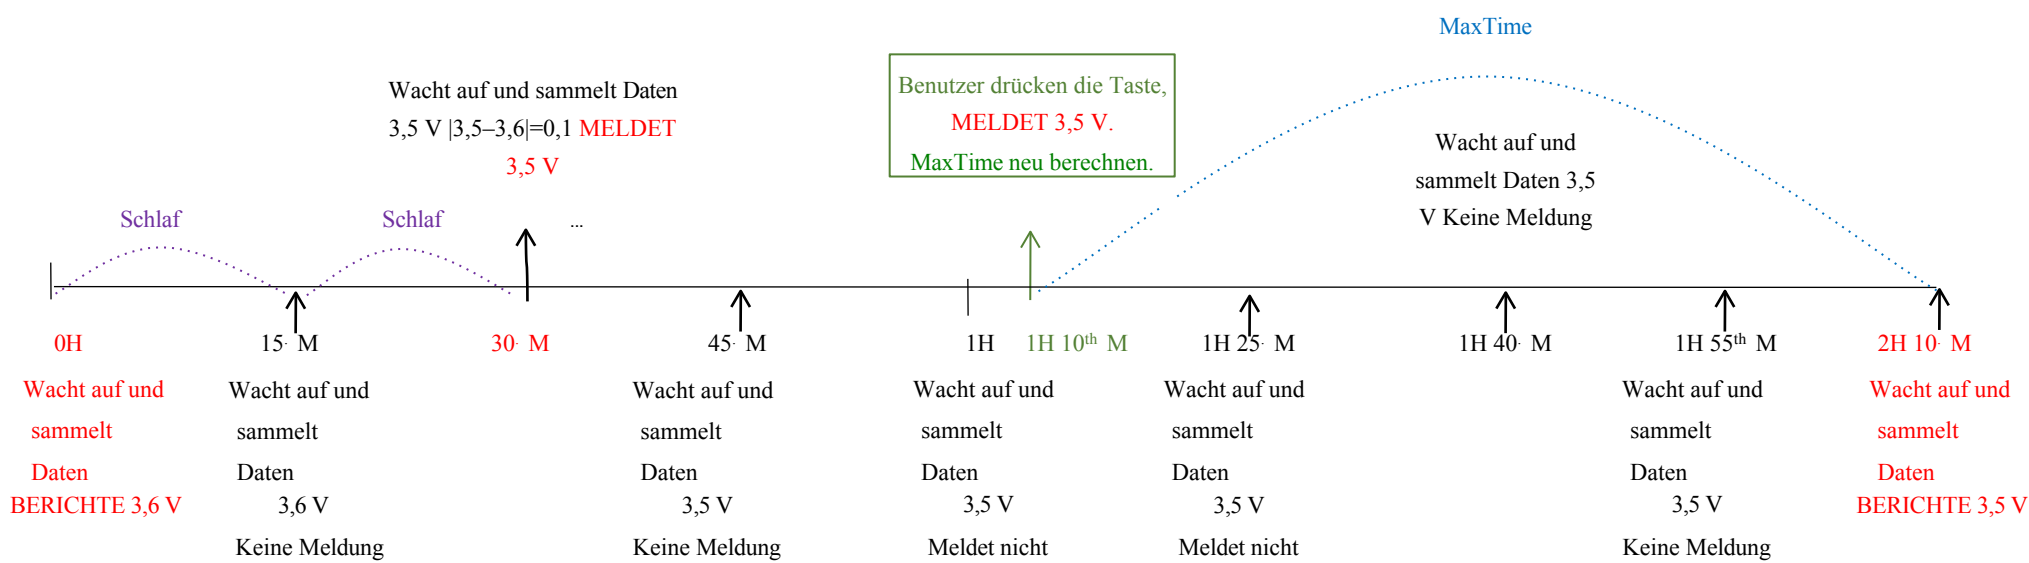 MaxTime
Wacht auf und sammelt Daten
3,5 V |3,5–3,6|=0,1 MELDET
3,5 V
Benutzer drücken die Taste,
MELDET 3,5 V.
MaxTime neu berechnen.
Wacht auf und
sammelt Daten 3,5
V Keine Meldung
Schlaf
Schlaf
...
0H
15· M
30· M
45· M
1H
1H 10th M
1H 25· M
1H 40· M
1H 55th M
2H 10· M
Wacht auf und
sammelt
Daten
BERICHTE 3,6 V
Wacht auf und
sammelt
Daten
3,6 V
Keine Meldung
Wacht auf und
sammelt
Daten
3,5 V
Keine Meldung
Wacht auf und
sammelt
Daten
3,5 V
Meldet nicht
Wacht auf und
sammelt
Daten
3,5 V
Meldet nicht
Wacht auf und
sammelt
Daten
3,5 V
Keine Meldung
Wacht auf und
sammelt
Daten
BERICHTE 3,5 V